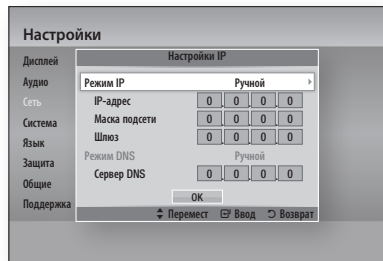 Настройки
Дисплей
Аудио
Сеть
Система
Язык
Защита
Общие
Поддержка
Настройки IP
Режим IP Ручной
IP-адрес 0 . 0 . 0 . 0
Маска подсети 0 . 0 . 0 . 0
Шлюз 0 . 0 . 0 . 0
Режим DNS Ручной
Сервер DNS 0 . 0 . 0 . 0
OK
Перемест Ввод Возврат